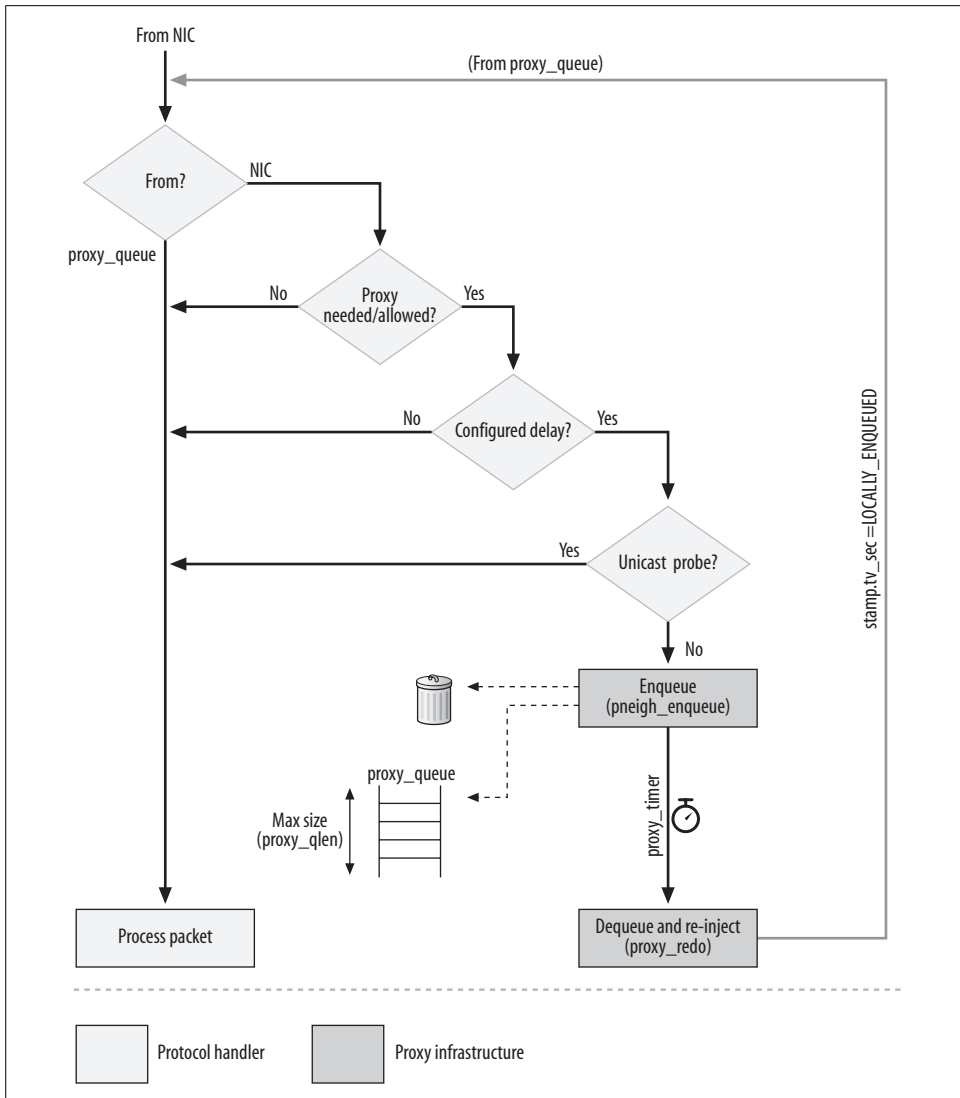 From NIC
(From proxy_queue)
From?
NIC
proxy_queue
No
Proxy
needed/allowed?
Yes
No
Configured delay?
Yes
Yes
Unicast probe?
No
stamp.tv_sec =LOCALLY_ENQUEUED
Enqueue
(pneigh_enqueue)
proxy_queue
Max size
(proxy_qlen)
proxy_timer
Process packet
Dequeue and re-inject
(proxy_redo)
Protocol handler
Proxy infrastructure